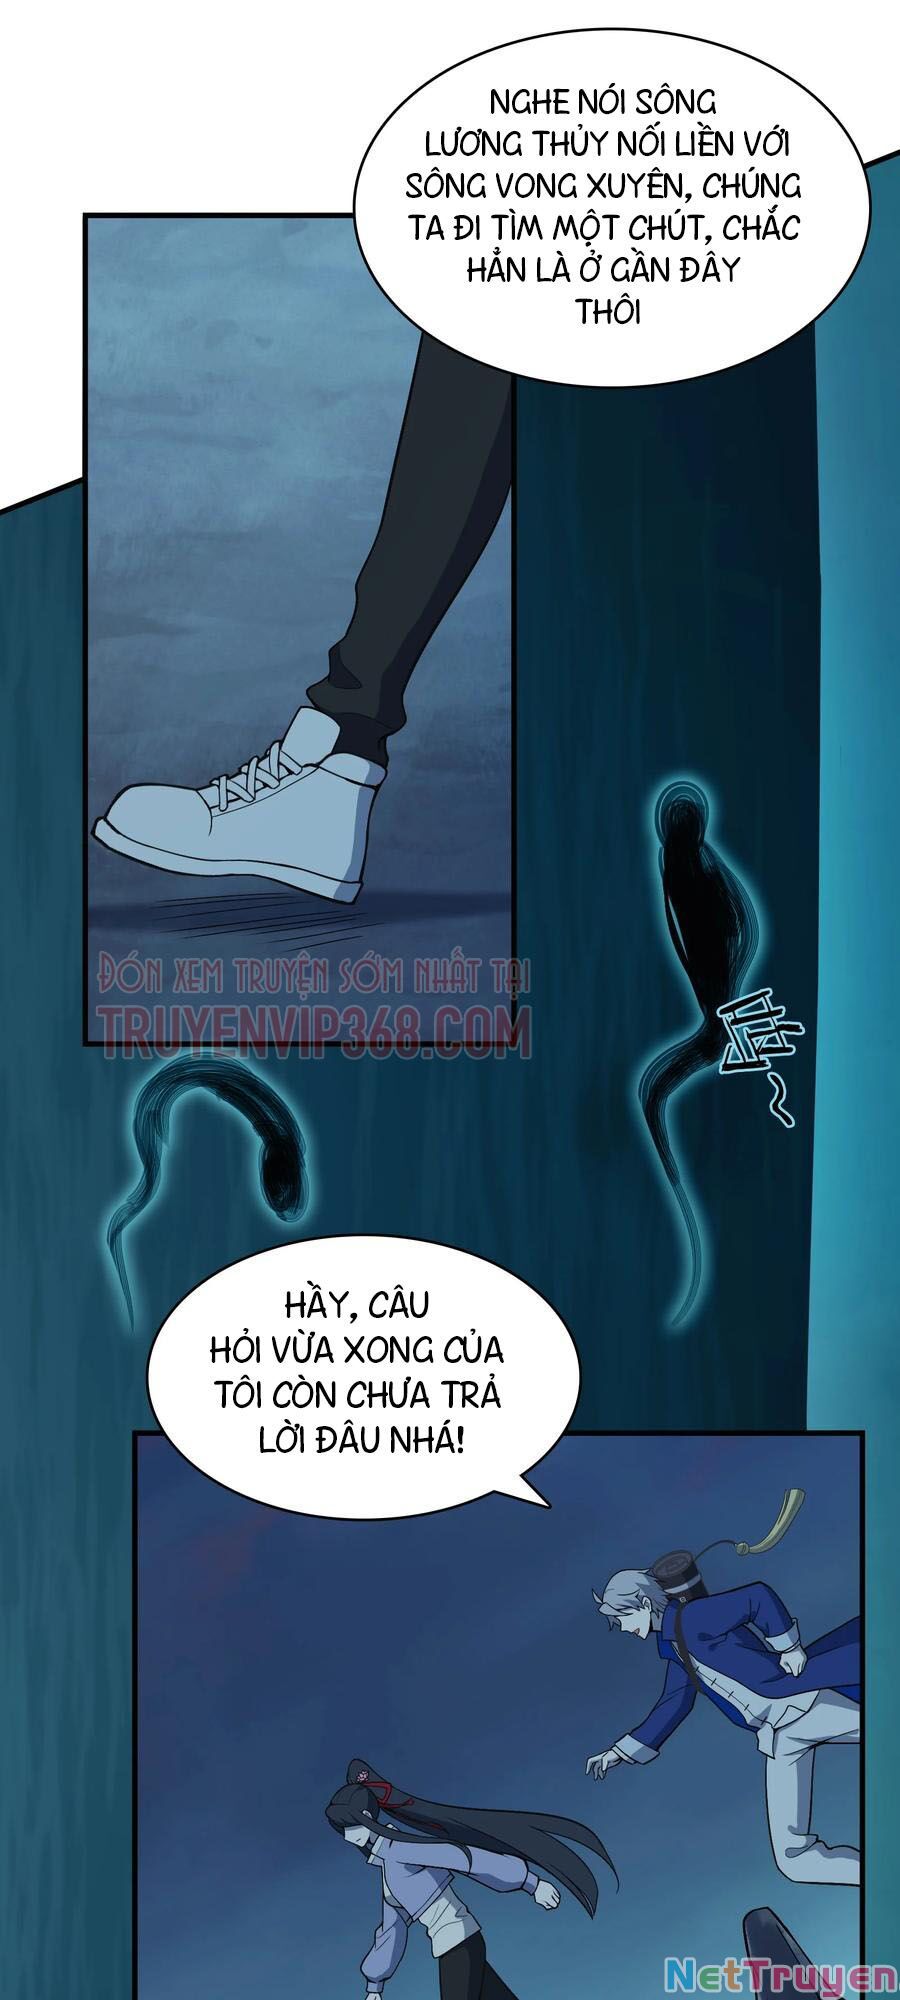 NGHE NÓI SÔNG
LƯƠNG THỦY NỐI LIỀN VỚI
SÔNG VONG XUYÊN, CHÚNG
TA ĐI TÌM MỘT CHÚT, CHẮC
HẲN LÀ Ở GẦN ĐÂY
THÔI
ĐÓN XEM TRUYỆN SỚM NHẤT TẠI
TRUYENVIP368.COM
HẦY, CÂU
HỎI VỪA XONG CỦA
TÔI CÒN CHƯA TRẢ
LỜI ĐÂU NHÁ!
NetTruyen